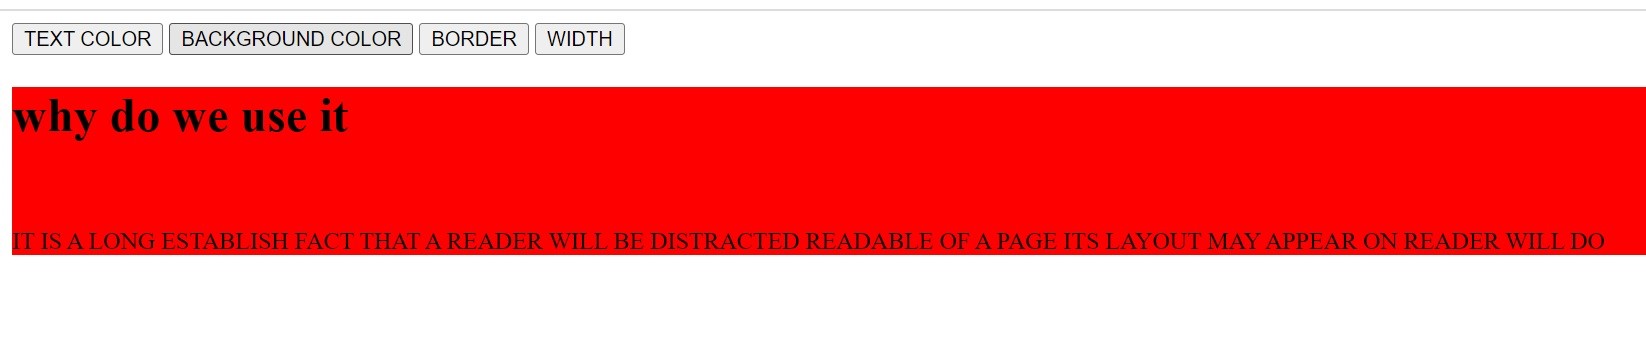 TEXT COLOR BACKGROUND COLOR BORDER WIDTH
why do we use it
IT IS A LONG ESTABLISH FACT THAT A READER WILL BE DISTRACTED READABLE OF A PAGE ITS LAYOUT MAY APPEAR ON READER WILL DO